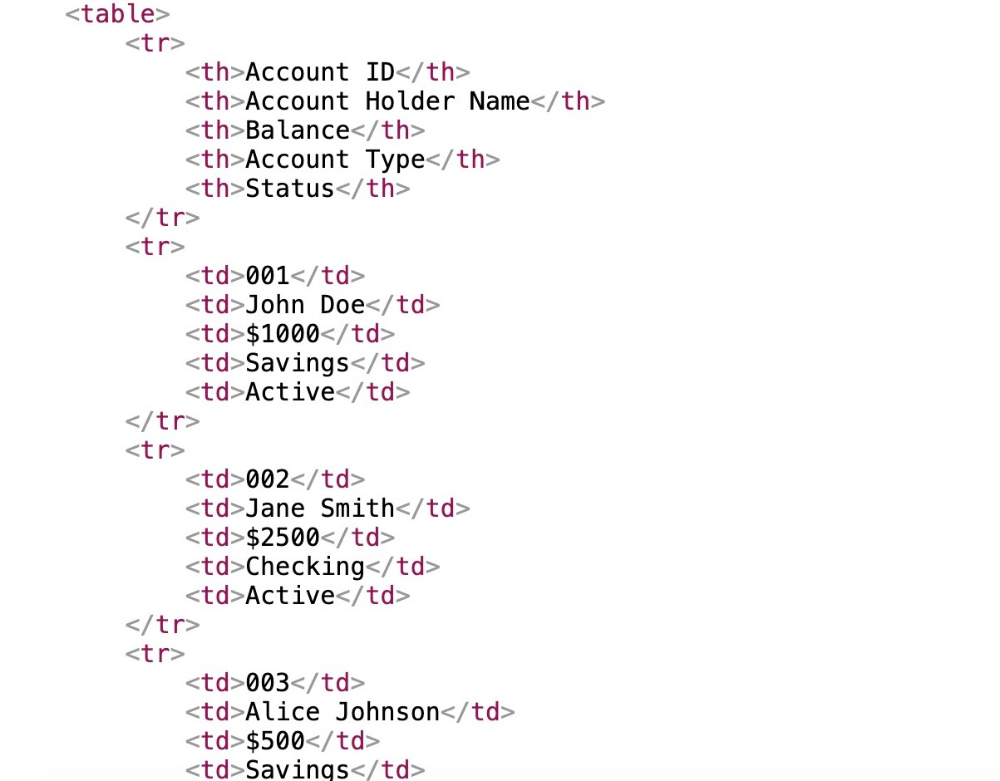 <table>
<tr>
<th>Account ID</th>
<th>Account Holder Name</th>
<th>Balance</th>
<th>Account Type</th>
<th>Status</th>
</tr>
<tr>
<td>001</td>
<td>John Doe</td>
<td>$1000</td>
<td>Savings</td>
<td>Active</td>
</tr>
<tr>
<td>002</td>
<td>Jane Smith</td>
<td>$2500</td>
<td>Checking</td>
<td>Active</td>
</tr>
<tr>
<td>003</td>
<td>Alice Johnson</td>
<td>$500</td>
<td>Savings</td>